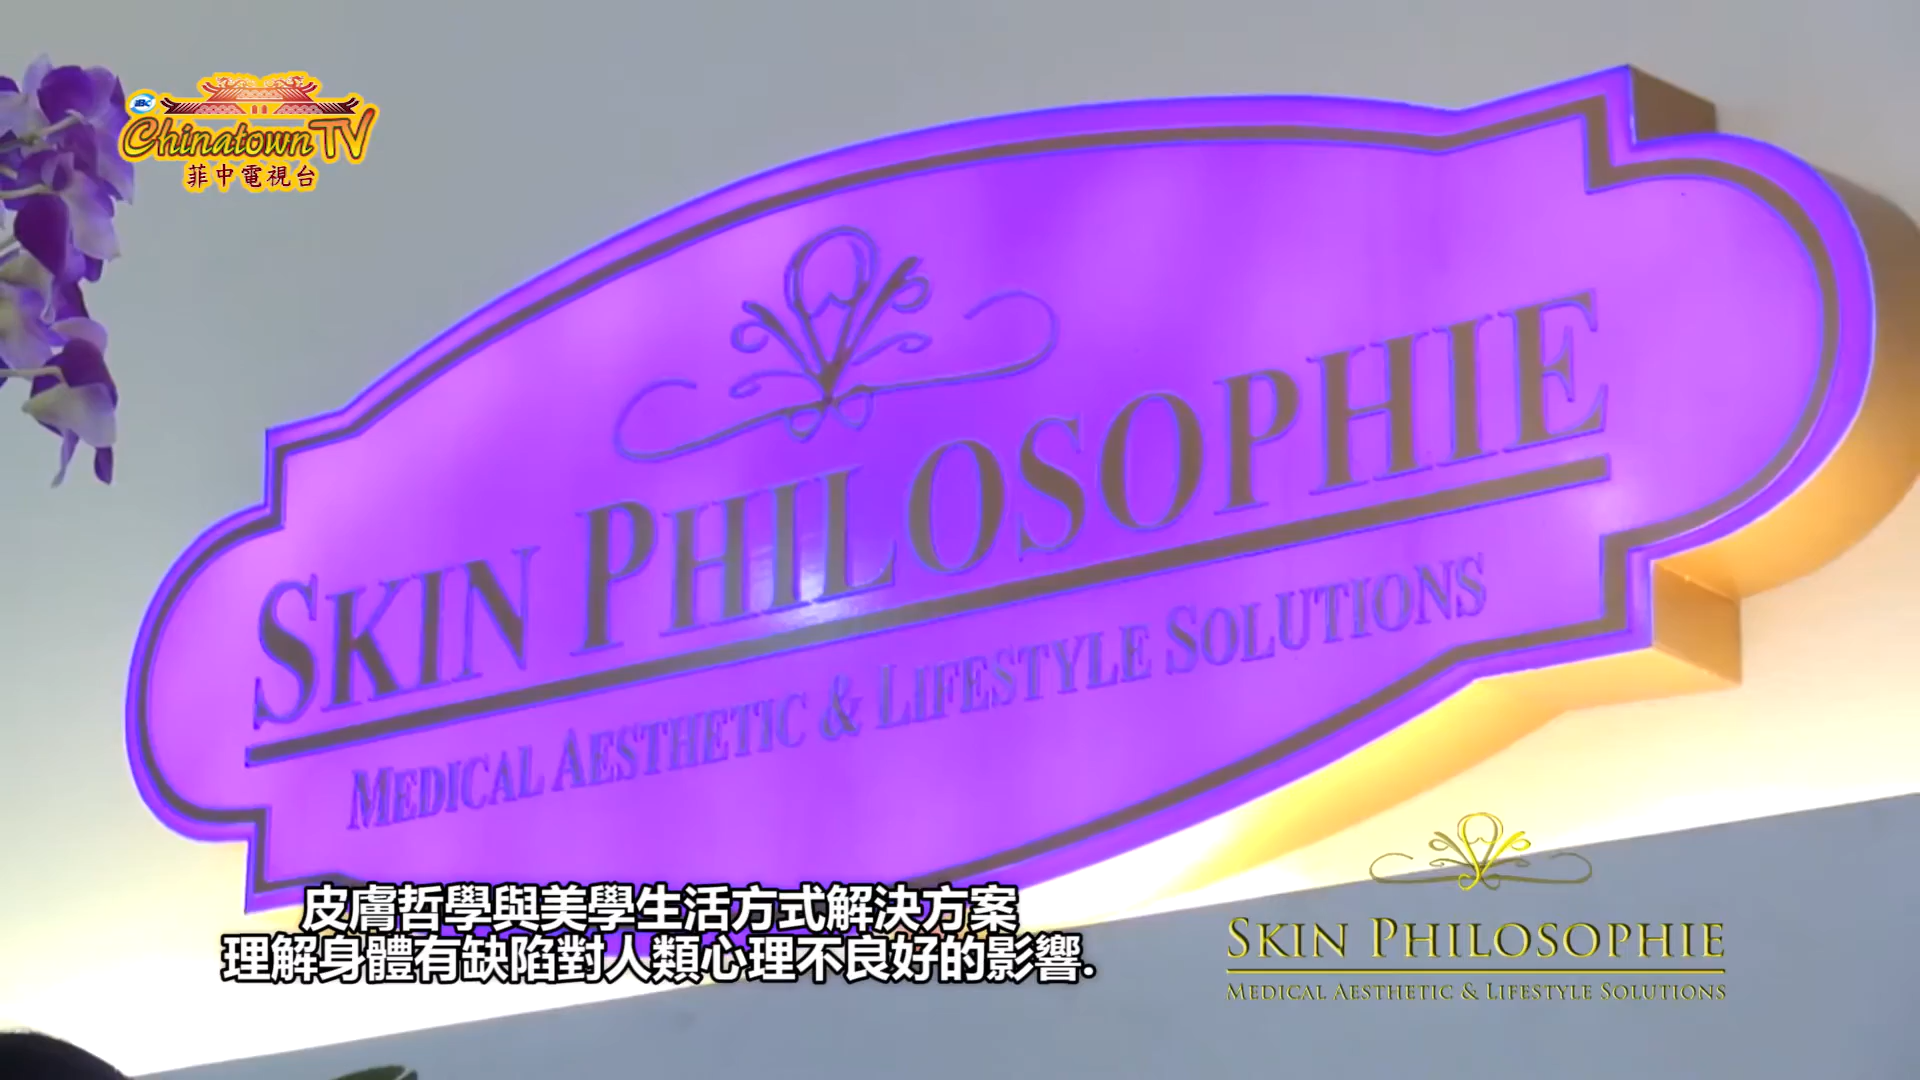 IBC
Chinatown TV
菲中電視台
SKIN PHILOSOPHIE
MEDICAL AESTHETIC & LIFESTYLE SOLUTIONS
皮膚哲學與美學生活方式解決方案
理解身體有缺陷對人類心理不良好的影響.
SKIN PHILOSOPHIE
MEDICAL AESTHETIC & LIFESTYLE SOLUTIONS